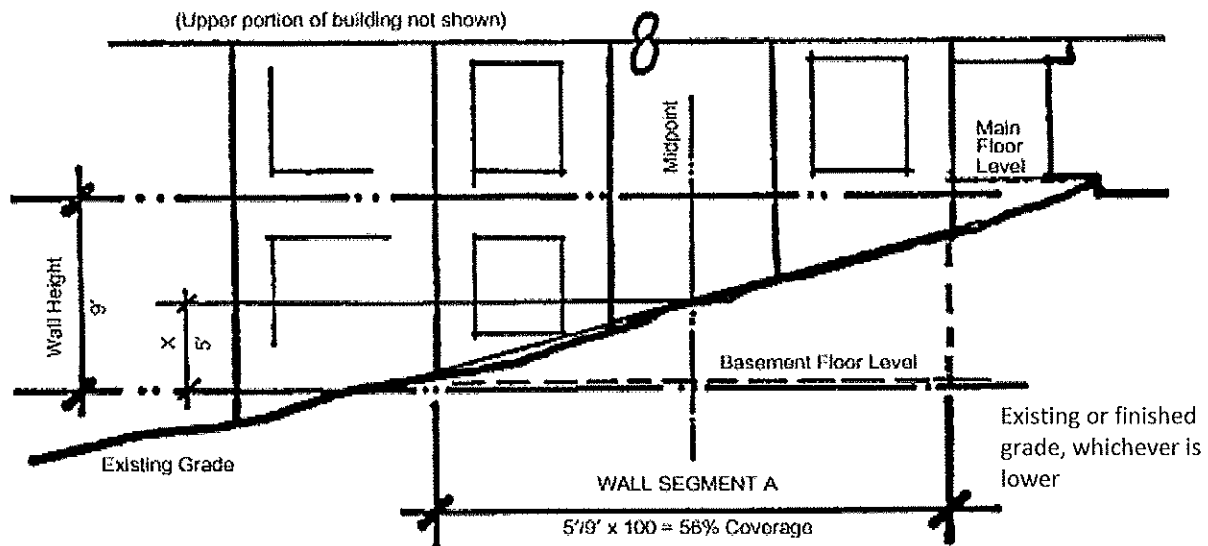 (Upper portion of building not shown)
8
Midpoint
Main
Floor
Level
Wall Height
9'
X
5'
Basement Floor Level
Existing Grade
Existing or finished
grade, whichever is
lower
WALL SEGMENT A
5'/9' x 100 = 56% Coverage